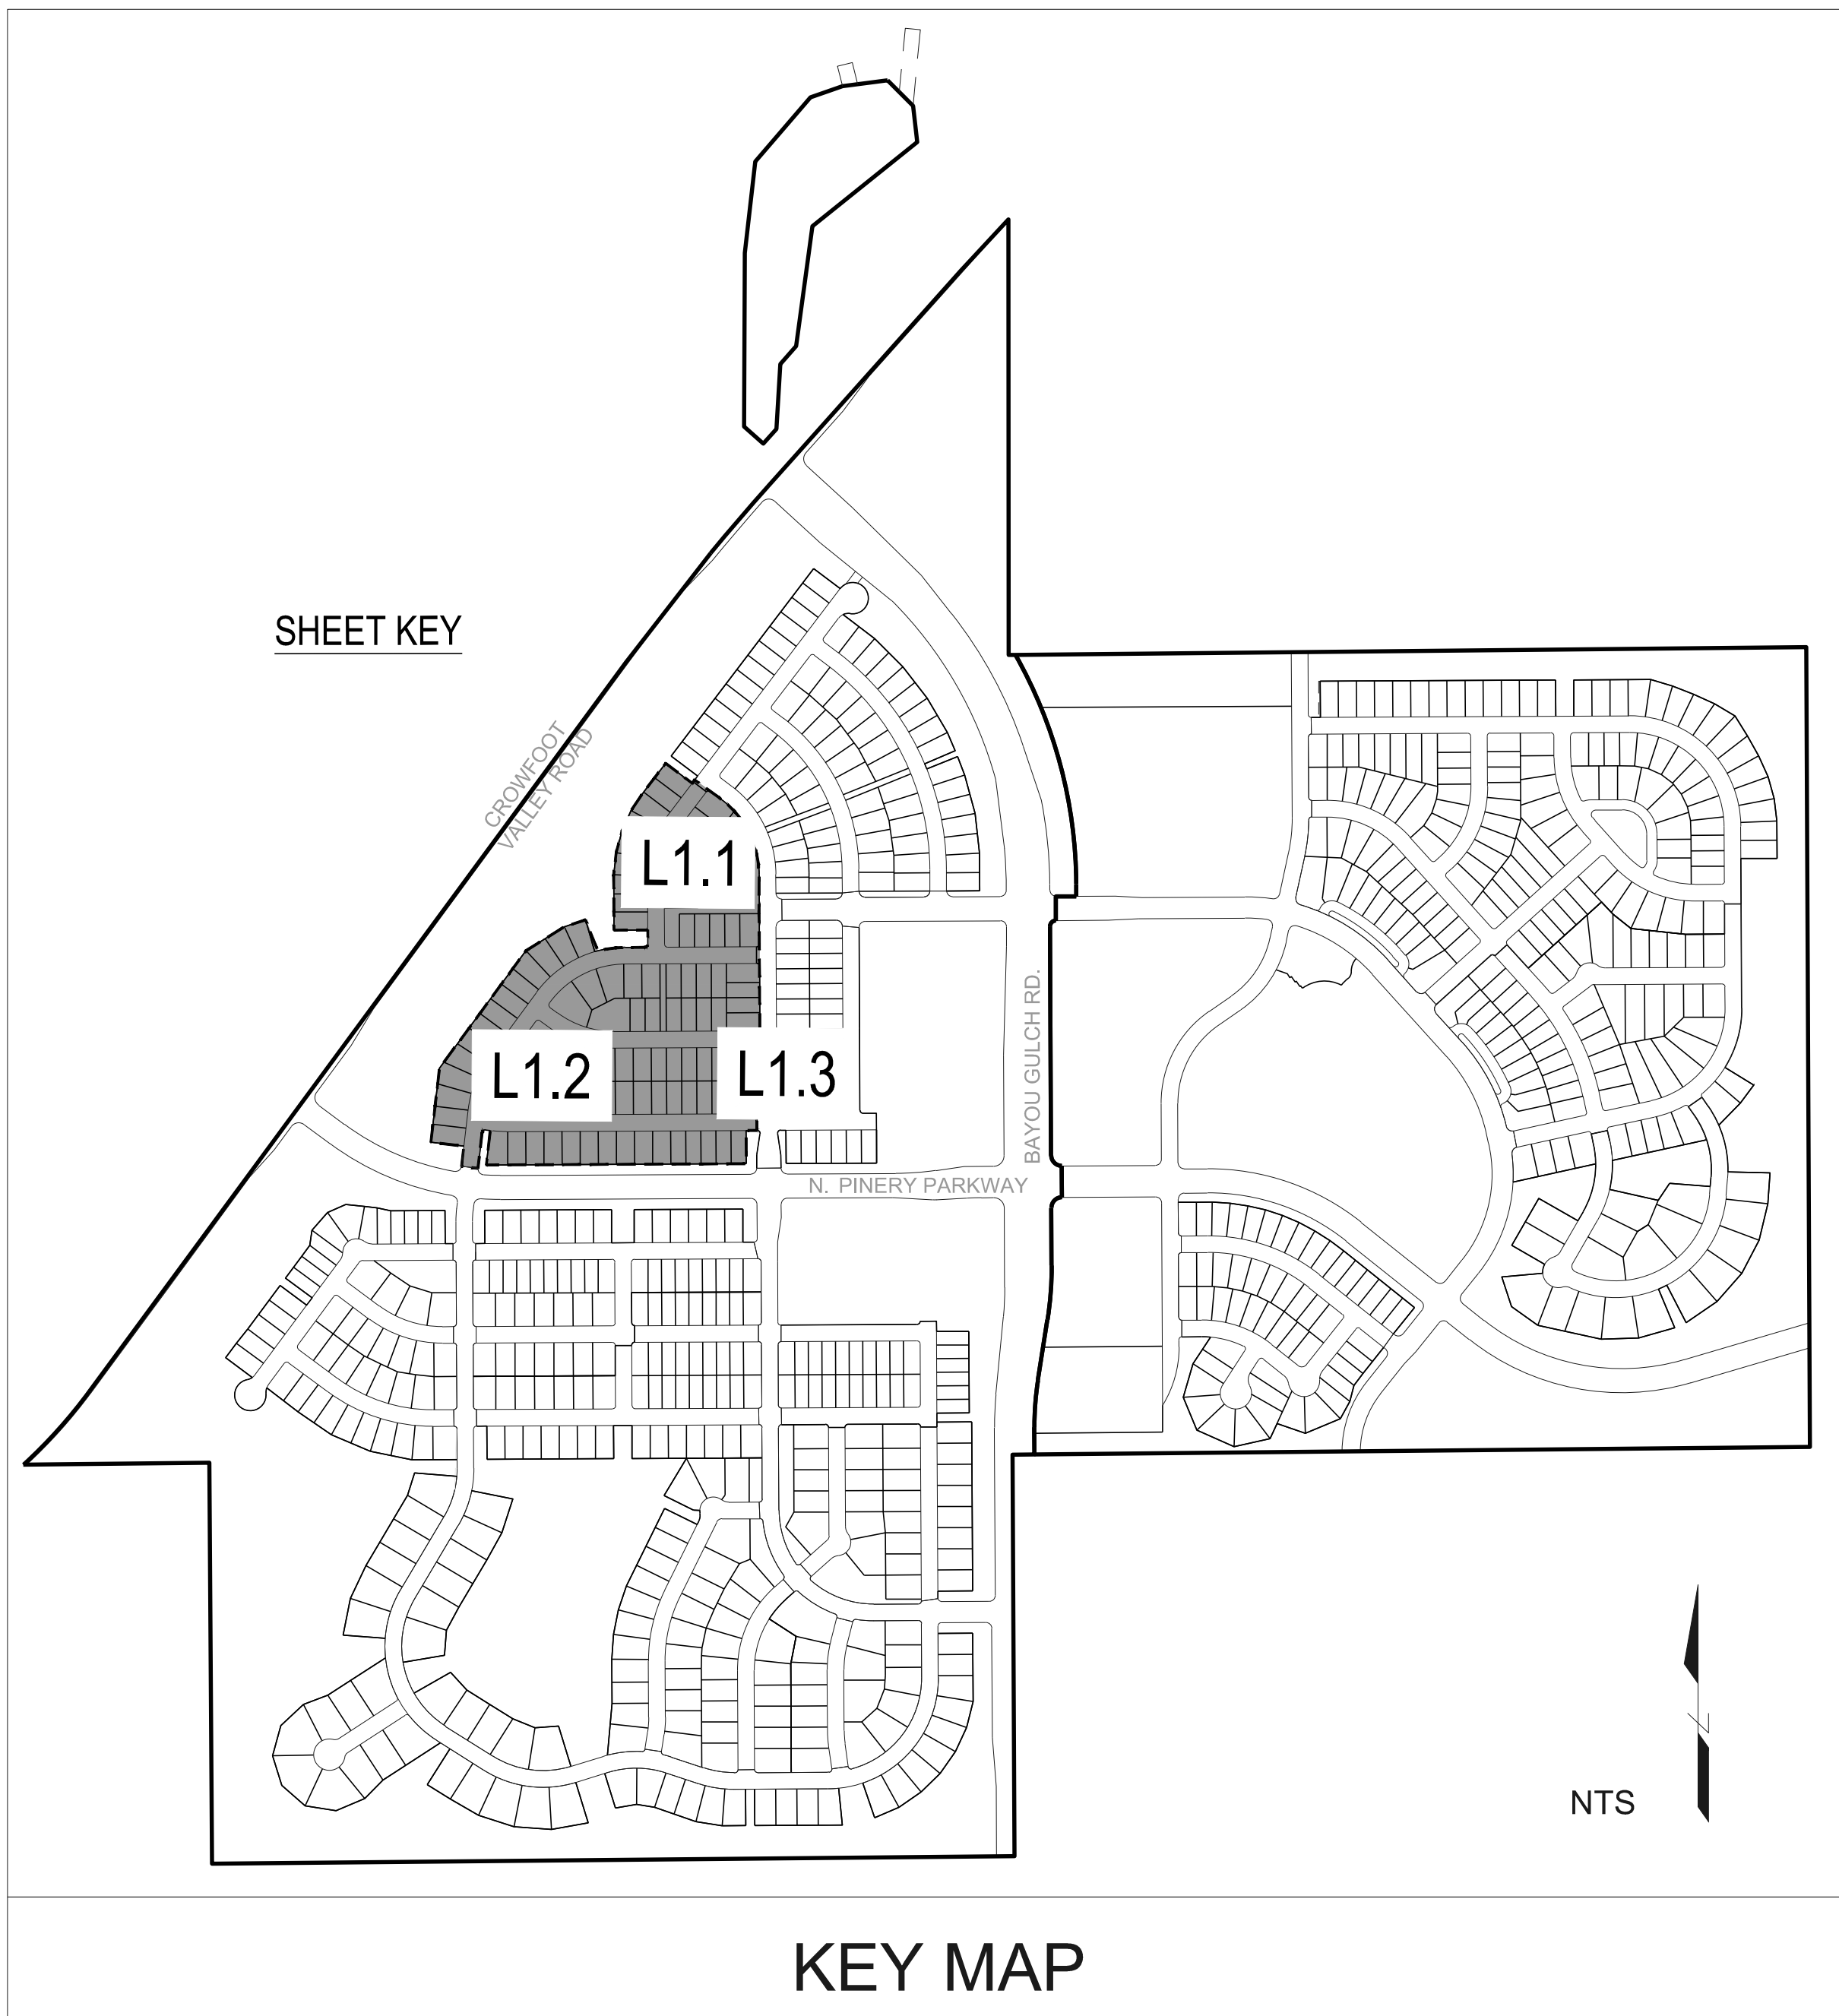 SHEET KEY
CROWFOOT
VALLEY ROAD
L1.1
L1.2
L1.3
BAYOU GULCH RD.
N. PINERY PARKWAY
NTS
KEY MAP